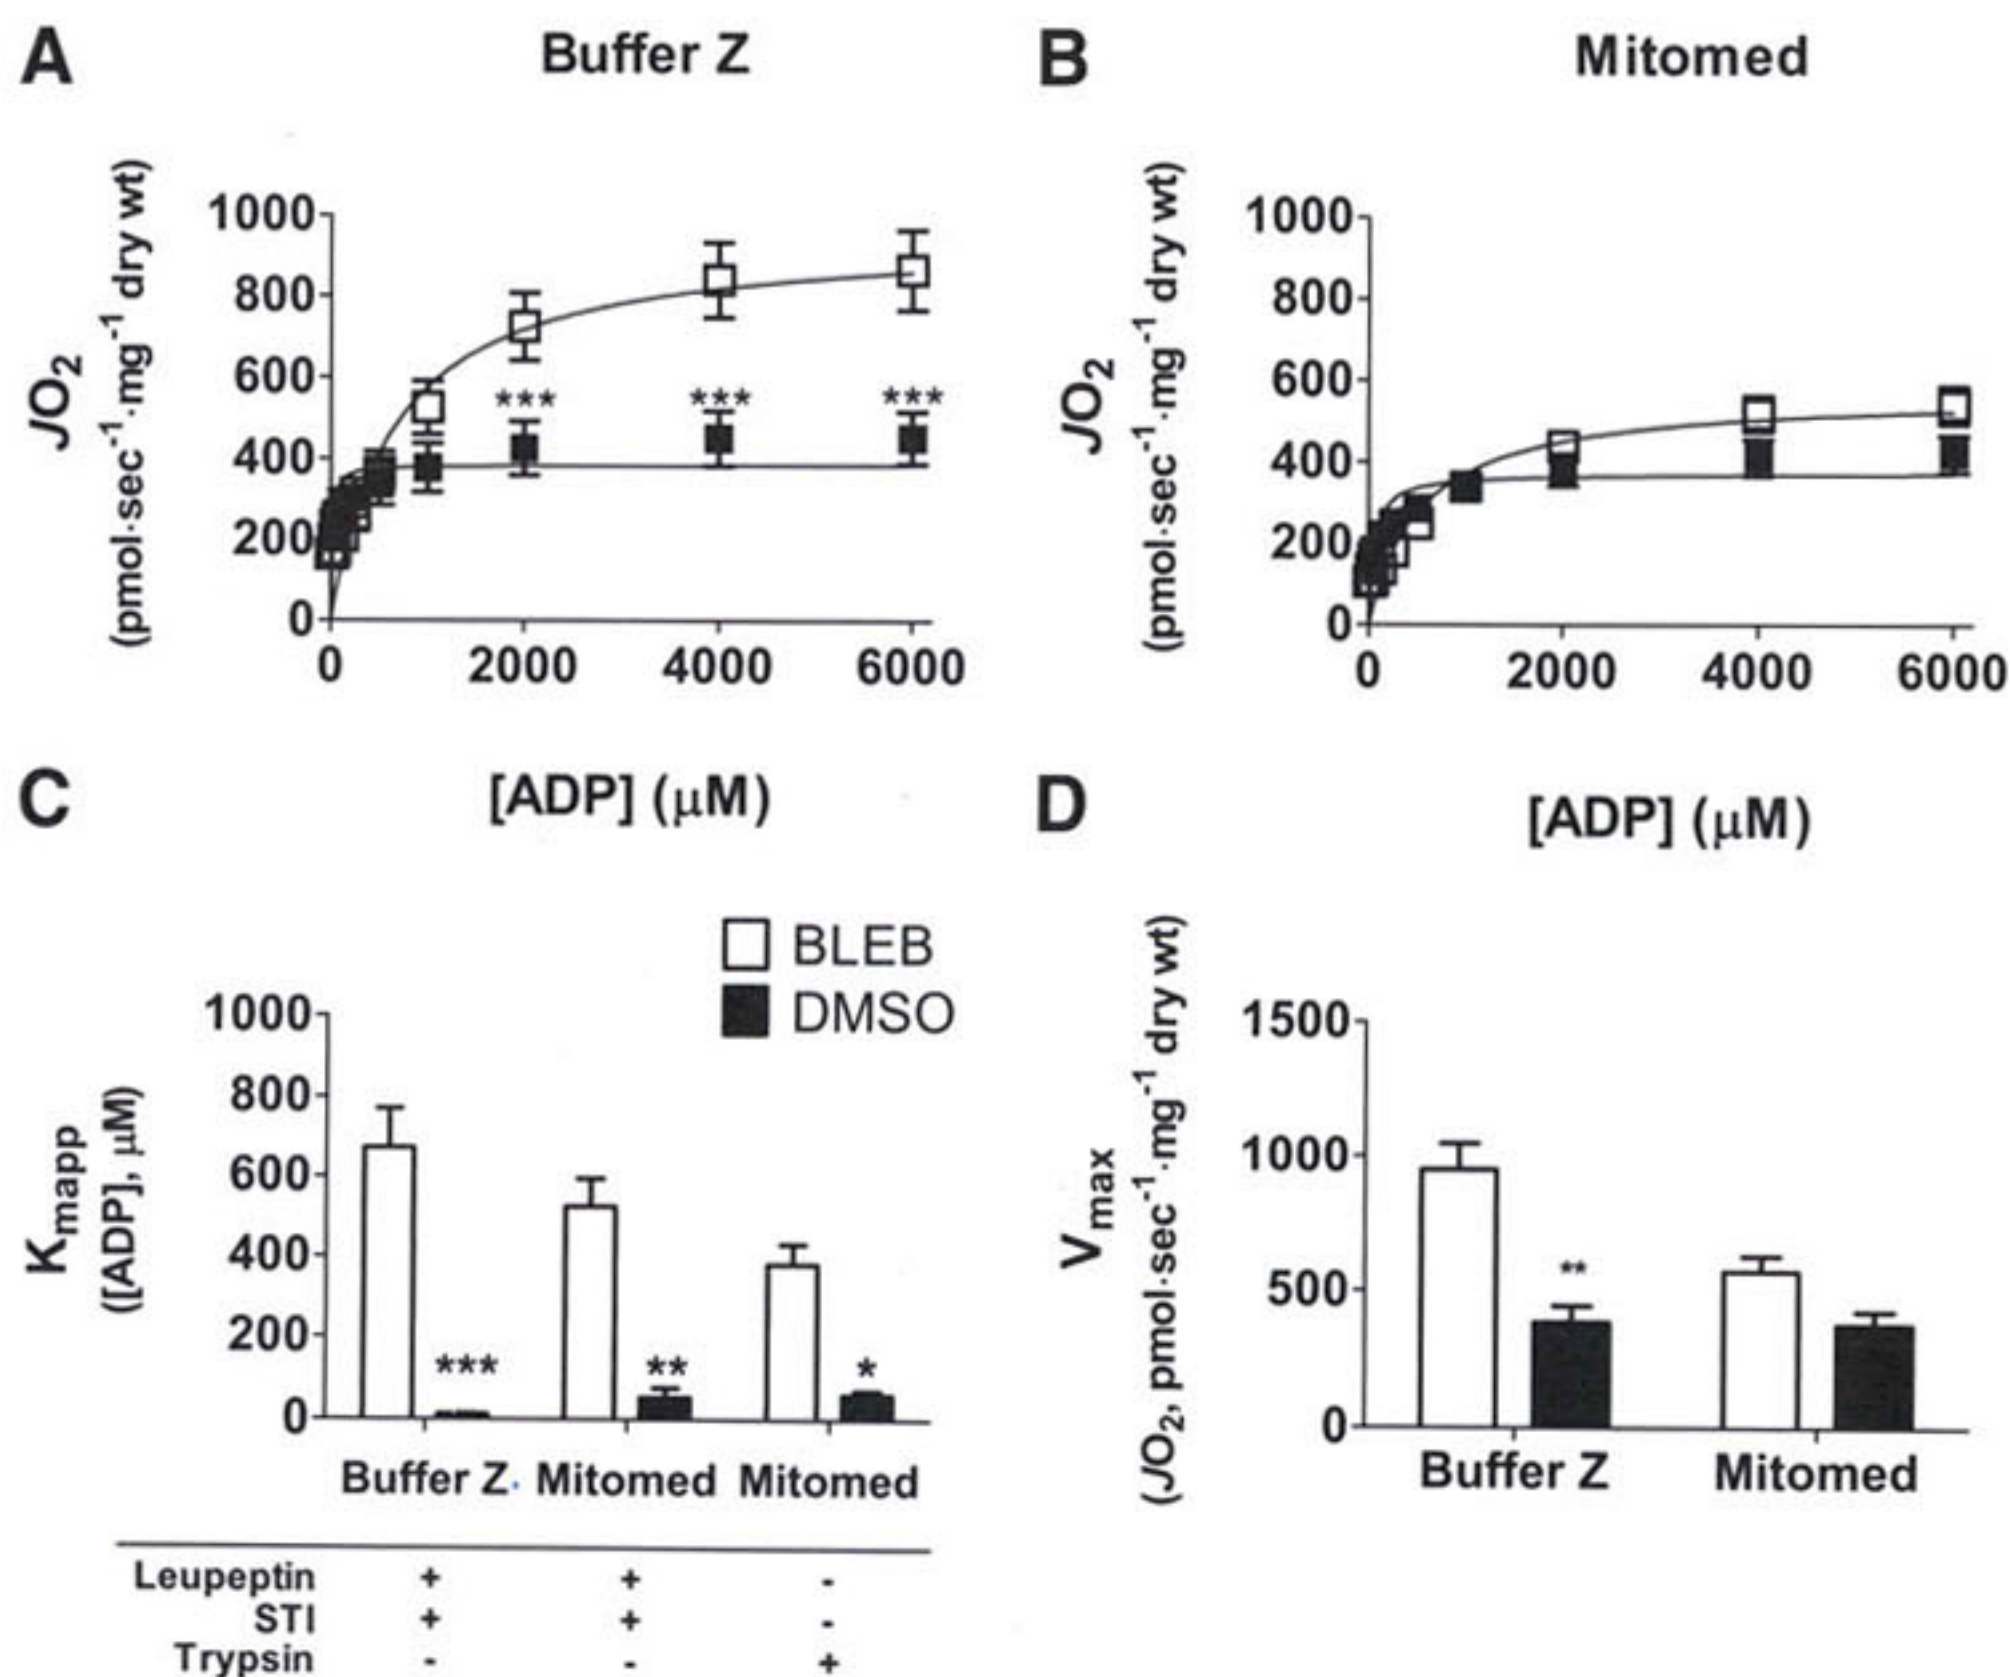 A
Buffer Z
JO2
(pmol·sec-1·mg-1 dry wt)
1000
800
600
400
200
0
*** *** ***
0 2000 4000 6000
[ADP] (μM)
B
Mitomed
JO2
(pmol·sec-1·mg-1 dry wt)
1000
800
600
400
200
0
0 2000 4000 6000
[ADP] (μM)
C
BLEB
DMSO
Kmapp
([ADP], μM)
1000
800
600
400
200
0
*** ** *
Buffer Z Mitomed Mitomed
Leupeptin + + -
STI + + -
Trypsin - - +
D
Vmax
(JO2, pmol·sec-1·mg-1 dry wt)
1500
1000
500
0
**
Buffer Z Mitomed